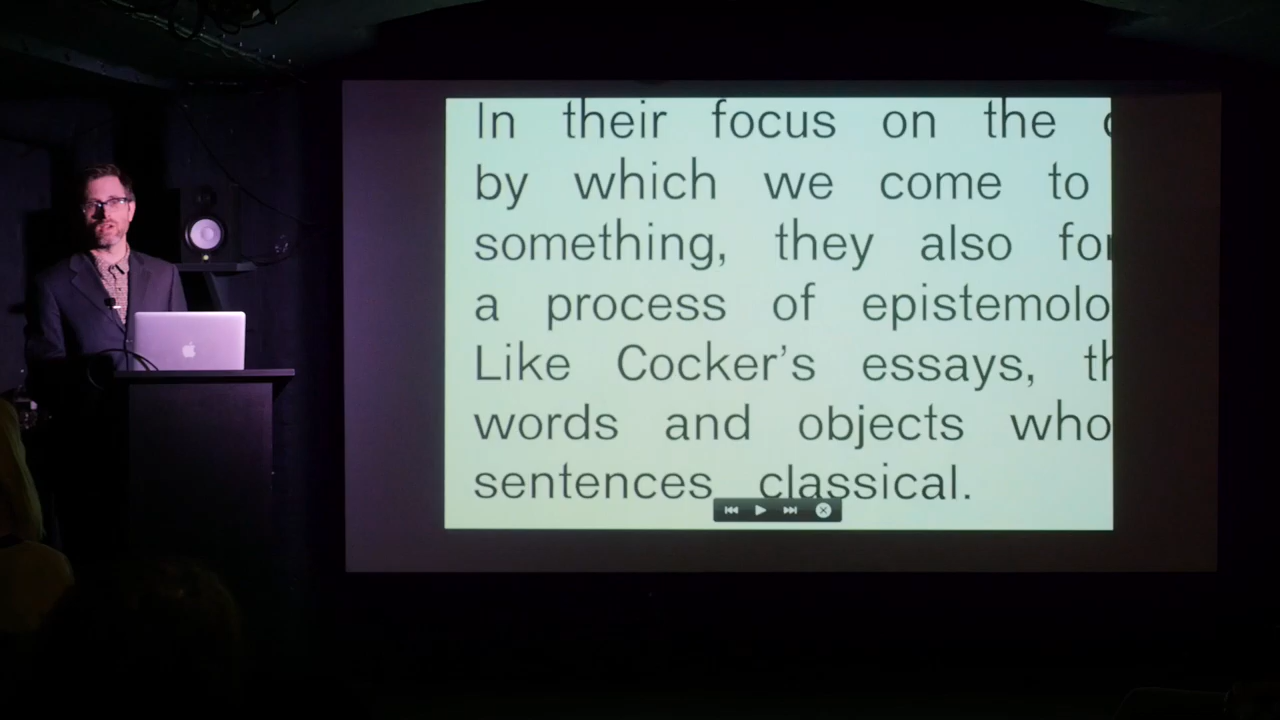 In their focus on the
by which we come to
something, they also
a process of
Like Cocker's essays,
words and objects
sentences classical.